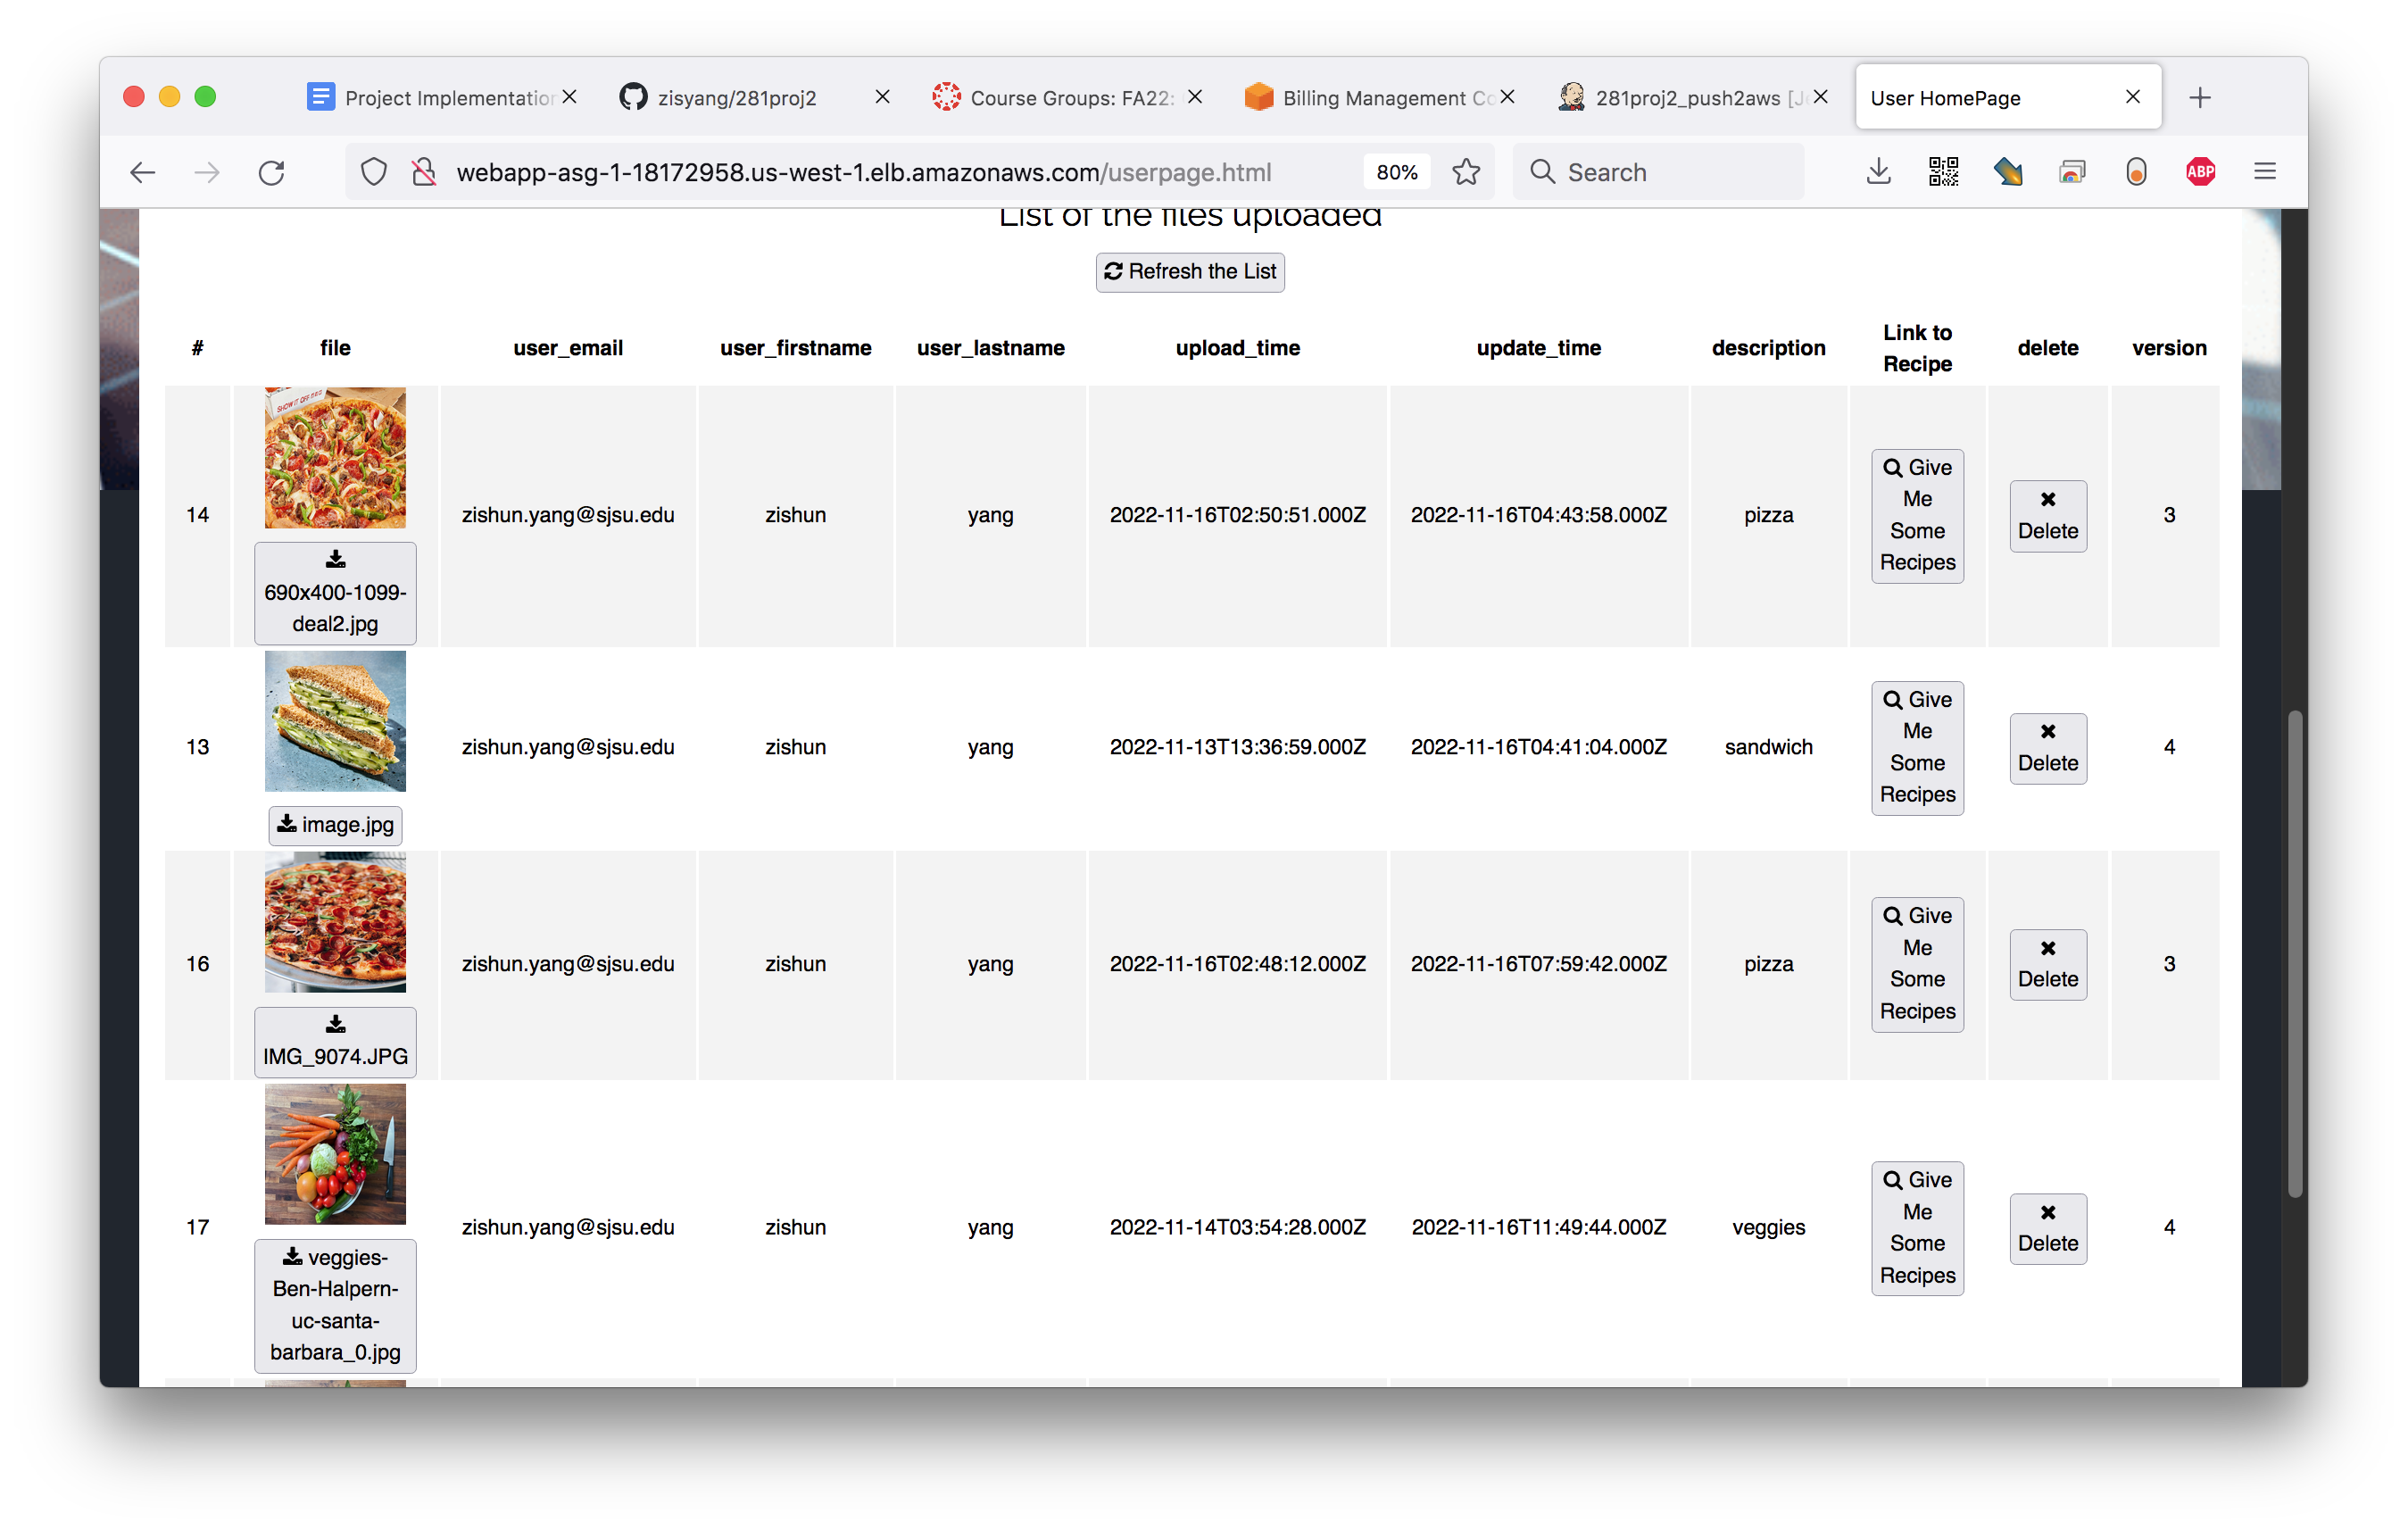 Project Implementation
zisyang/281proj2
Course Groups: FA22:
Billing Management Co
281proj2_push2aws [Je
User HomePage
webapp-asg-1-18172958.us-west-1.elb.amazonaws.com/userpage.html
80%
Search
ABP
List of the files uploaded
Refresh the List
# file user_email user_firstname user_lastname upload_time update_time description Link to Recipe delete version
SHOW IT OFF
14 zishun.yang@sjsu.edu zishun yang 2022-11-16T02:50:51.000Z 2022-11-16T04:43:58.000Z pizza 3
690x400-1099-
deal2.jpg
Give
Me
Some
Recipes
Delete
13 zishun.yang@sjsu.edu zishun yang 2022-11-13T13:36:59.000Z 2022-11-16T04:41:04.000Z sandwich 4
image.jpg
Give
Me
Some
Recipes
Delete
16 zishun.yang@sjsu.edu zishun yang 2022-11-16T02:48:12.000Z 2022-11-16T07:59:42.000Z pizza 3
IMG_9074.JPG
Give
Me
Some
Recipes
Delete
17 zishun.yang@sjsu.edu zishun yang 2022-11-14T03:54:28.000Z 2022-11-16T11:49:44.000Z veggies 4
veggies-
Ben-Halpern-
uc-santa-
barbara_0.jpg
Give
Me
Some
Recipes
Delete